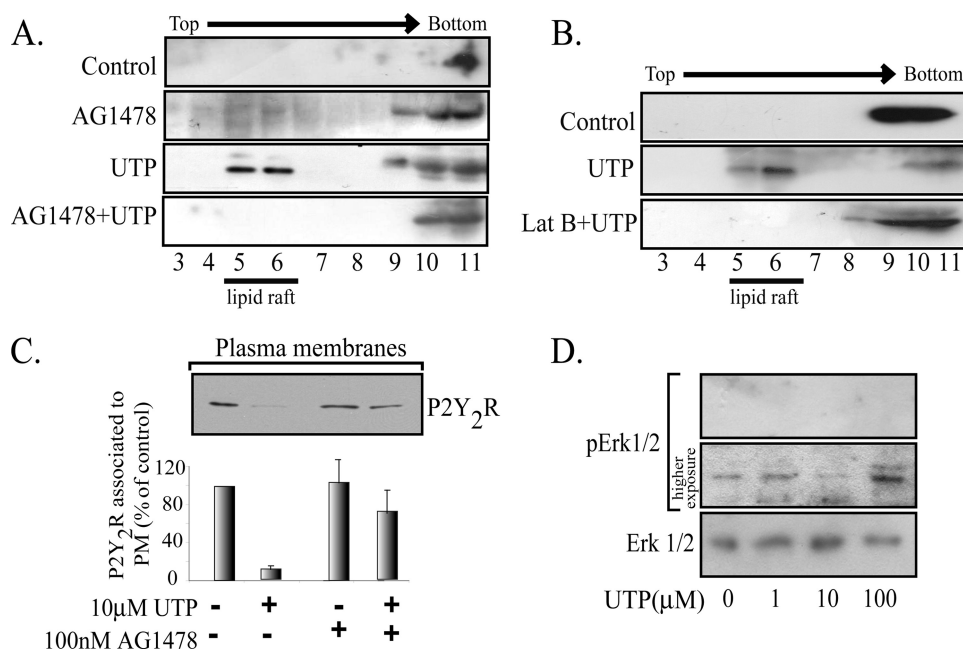 A.
Top Bottom
Control
AG1478
UTP
AG1478+UTP
3 4 5 6 7 8 9 10 11
lipid raft
B.
Top Bottom
Control
UTP
Lat B+UTP
3 4 5 6 7 8 9 10 11
lipid raft
C.
Plasma membranes
P2Y2R
P2Y2R associated to
PM (% of control)
120
80
40
0
10µM UTP - + - +
100nM AG1478 - - + +
D.
pErk1/2
higher
exposure
Erk 1/2
UTP(µM) 0 1 10 100